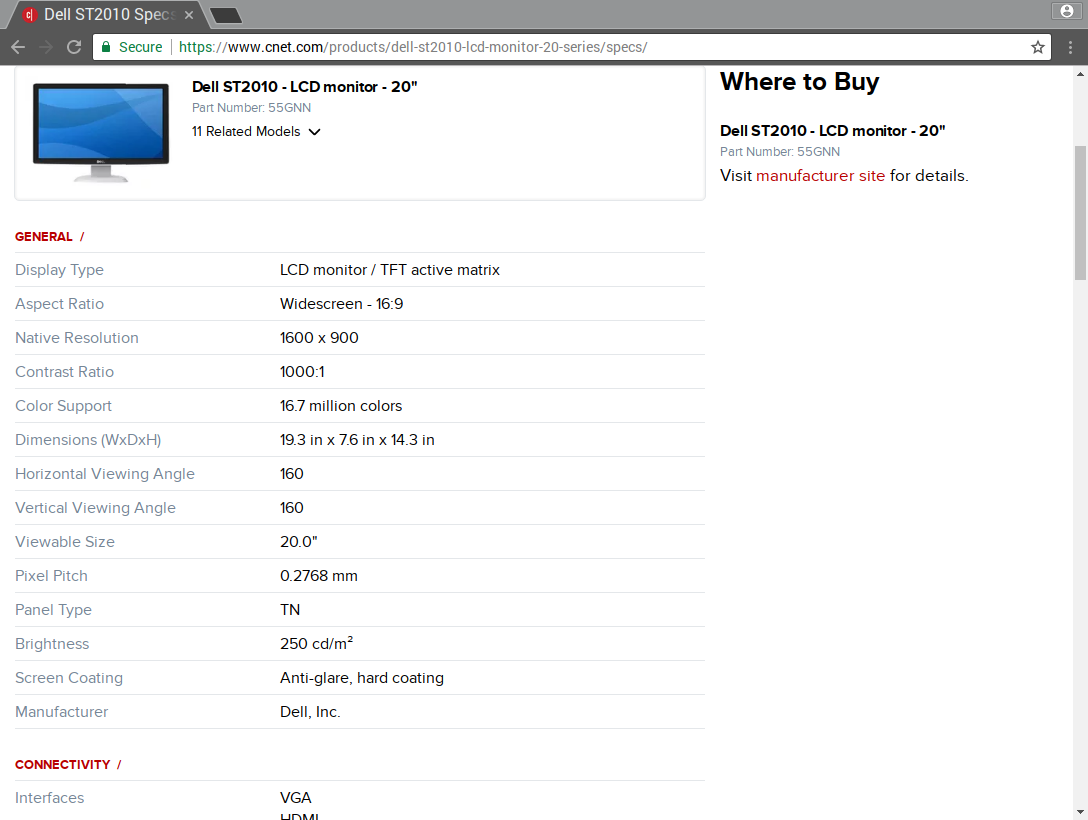 c|
Dell ST2010 Specs
Secure
https://www.cnet.com/products/dell-st2010-lcd-monitor-20-series/specs/
Dell ST2010 - LCD monitor - 20"
Part Number: 55GNN
11 Related Models
Where to Buy
Dell ST2010 - LCD monitor - 20"
Part Number: 55GNN
Visit manufacturer site for details.
GENERAL /
Display Type LCD monitor / TFT active matrix
Aspect Ratio Widescreen - 16:9
Native Resolution 1600 x 900
Contrast Ratio 1000:1
Color Support 16.7 million colors
Dimensions (WxDxH) 19.3 in x 7.6 in x 14.3 in
Horizontal Viewing Angle 160
Vertical Viewing Angle 160
Viewable Size 20.0"
Pixel Pitch 0.2768 mm
Panel Type TN
Brightness 250 cd/m²
Screen Coating Anti-glare, hard coating
Manufacturer Dell, Inc.
CONNECTIVITY /
Interfaces VGA
HDMI